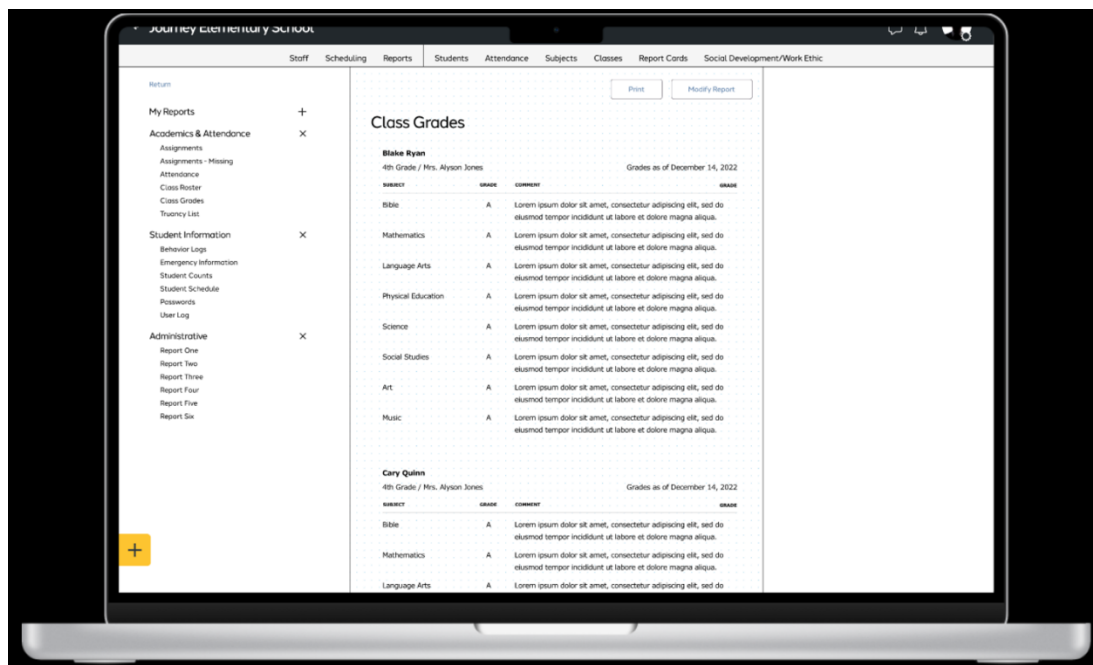 Journey Elementary School
Staff Scheduling Reports Students Attendance Subjects Classes Report Cards Social Development/Work Ethic
Return
Print Modify Report
My Reports
Academics & Attendance
Assignments
Assignments - Missing
Attendance
Class Roster
Class Grades
Truancy List
Student Information
Behavior Logs
Emergency Information
Student Counts
Student Schedule
Passwords
User Log
Administrative
Report One
Report Two
Report Three
Report Four
Report Five
Report Six
Class Grades
Blake Ryan
4th Grade / Mrs. Alyson Jones Grades as of December 14, 2022
SUBJECT GRADE COMMENT GRADE
Bible A Lorem ipsum dolor sit amet, consectetur adipiscing elit, sed do
eiusmod tempor incididunt ut labore et dolore magna aliqua.
Mathematics A Lorem ipsum dolor sit amet, consectetur adipiscing elit, sed do
eiusmod tempor incididunt ut labore et dolore magna aliqua.
Language Arts A Lorem ipsum dolor sit amet, consectetur adipiscing elit, sed do
eiusmod tempor incididunt ut labore et dolore magna aliqua.
Physical Education A Lorem ipsum dolor sit amet, consectetur adipiscing elit, sed do
eiusmod tempor incididunt ut labore et dolore magna aliqua.
Science A Lorem ipsum dolor sit amet, consectetur adipiscing elit, sed do
eiusmod tempor incididunt ut labore et dolore magna aliqua.
Social Studies A Lorem ipsum dolor sit amet, consectetur adipiscing elit, sed do
eiusmod tempor incididunt ut labore et dolore magna aliqua.
Art A Lorem ipsum dolor sit amet, consectetur adipiscing elit, sed do
eiusmod tempor incididunt ut labore et dolore magna aliqua.
Music A Lorem ipsum dolor sit amet, consectetur adipiscing elit, sed do
eiusmod tempor incididunt ut labore et dolore magna aliqua.
Cary Quinn
4th Grade / Mrs. Alyson Jones Grades as of December 14, 2022
SUBJECT GRADE COMMENT GRADE
Bible A Lorem ipsum dolor sit amet, consectetur adipiscing elit, sed do
eiusmod tempor incididunt ut labore et dolore magna aliqua.
Mathematics A Lorem ipsum dolor sit amet, consectetur adipiscing elit, sed do
eiusmod tempor incididunt ut labore et dolore magna aliqua.
Language Arts A Lorem ipsum dolor sit amet, consectetur adipiscing elit, sed do